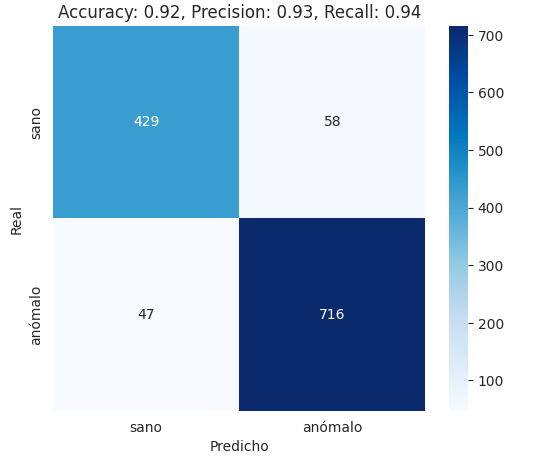 Accuracy: 0.92, Precision: 0.93, Recall: 0.94
Real
sano
429
58
anómalo
47
716
sano
anómalo
Predicho
700
600
500
400
300
200
100